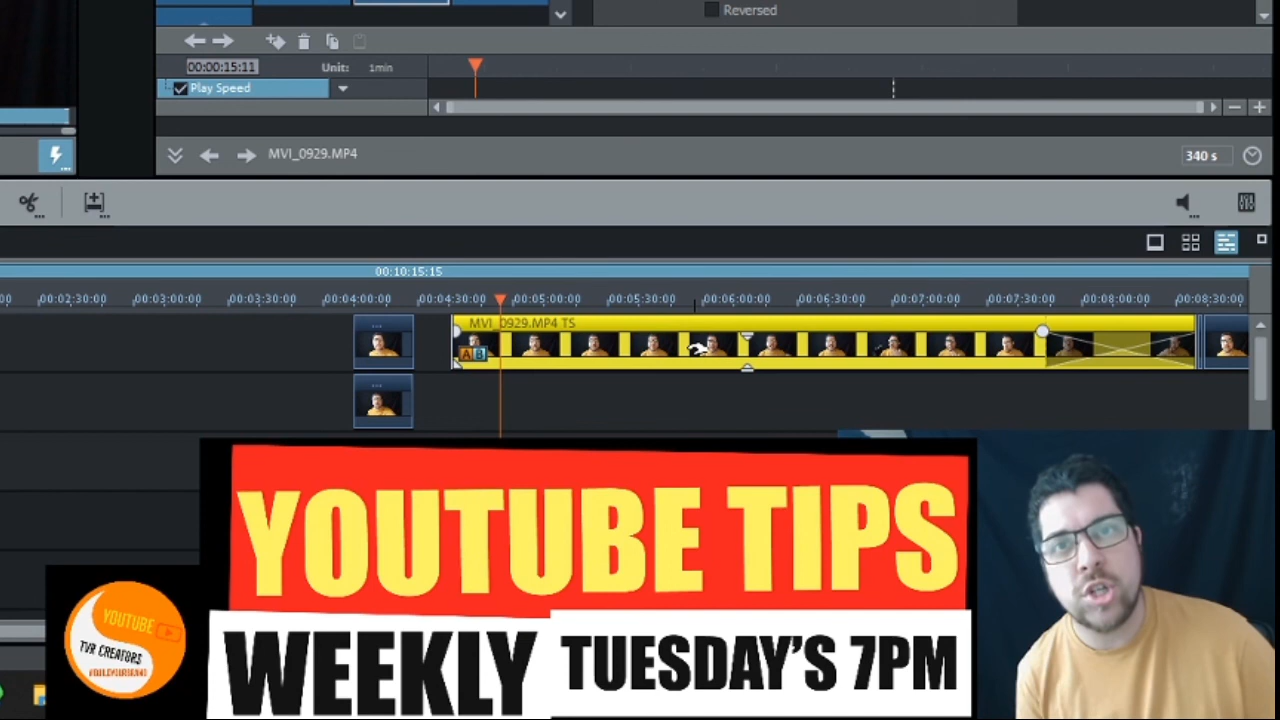 Reversed
00:00:15:11 Unit: 1min
Play Speed
MVI_0929.MP4 340 s
00:10:15:15
00:02:30:00 00:03:00:00 00:03:30:00 00:04:00:00 00:04:30:00 00:05:00:00 00:05:30:00 00:06:00:00 00:06:30:00 00:07:00:00 00:07:30:00 00:08:00:00 00:08:30:00
MVI_0929.MP4 TS
A B
YOUTUBE TIPS
WEEKLY TUESDAY'S 7PM
YOUTUBE
TVR CREATORS
#BUILDYOURBRAND